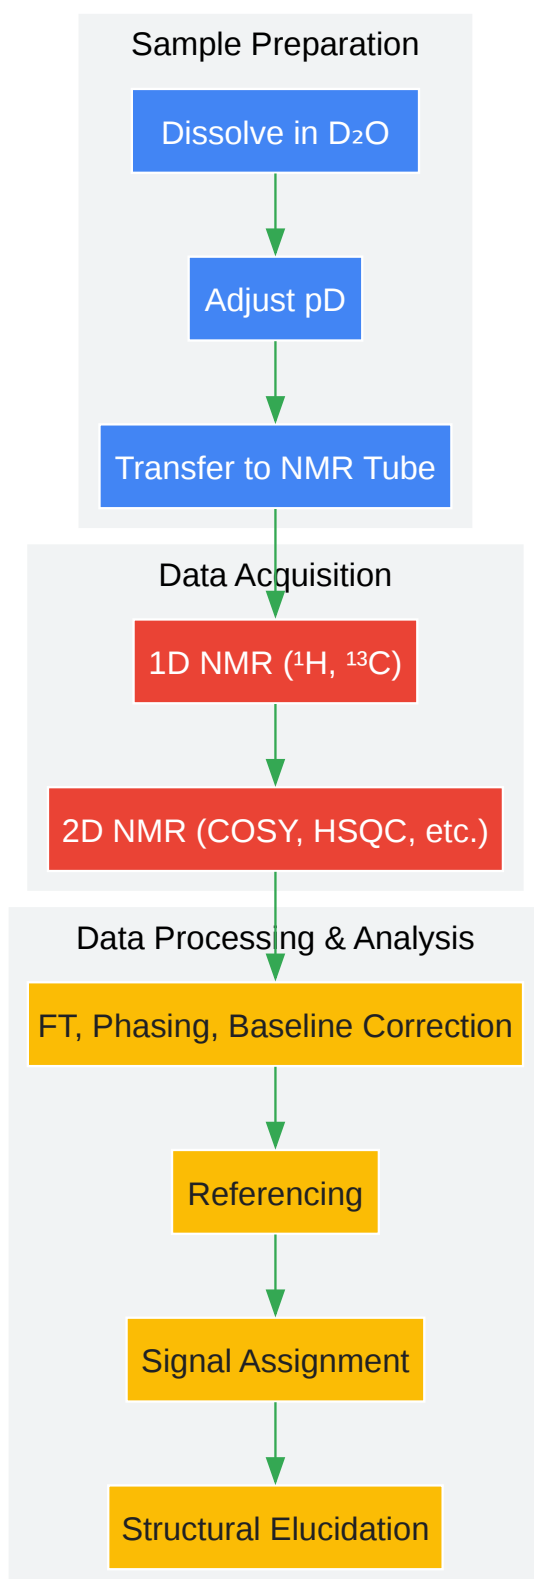 Sample Preparation
Dissolve in D₂O
Adjust pD
Transfer to NMR Tube
Data Acquisition
1D NMR (¹H, ¹³C)
2D NMR (COSY, HSQC, etc.)
Data Processing & Analysis
FT, Phasing, Baseline Correction
Referencing
Signal Assignment
Structural Elucidation